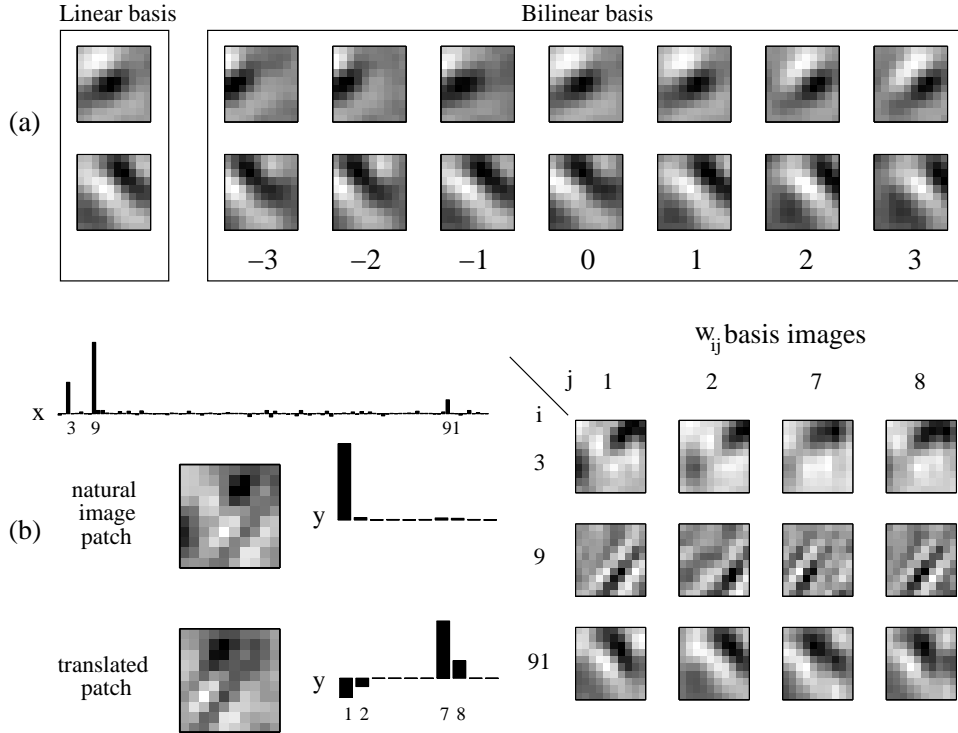 Linear basis
Bilinear basis
(a)
−3 −2 −1 0 1 2 3
w_ij basis images
j 1 2 7 8
i
x
3 9 91
3
natural
image
patch
y
(b)
9
translated
patch
y
91
1 2 7 8